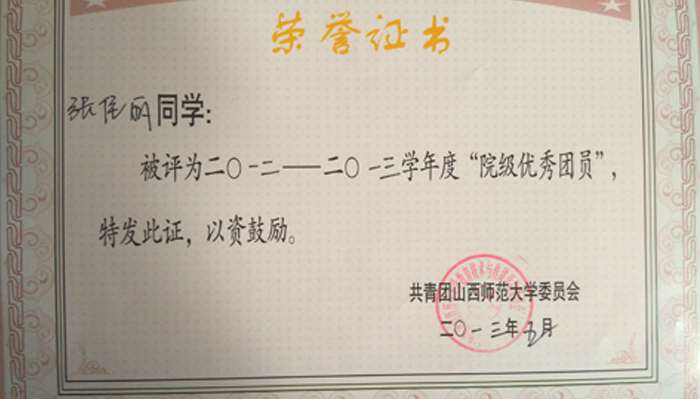 荣誉证书
张佳丽同学:
被评为二〇一二——二〇一三学年度“院级优秀团员”,
特发此证,以资鼓励。
共青团山西师范大学委员会
二〇一三年五月